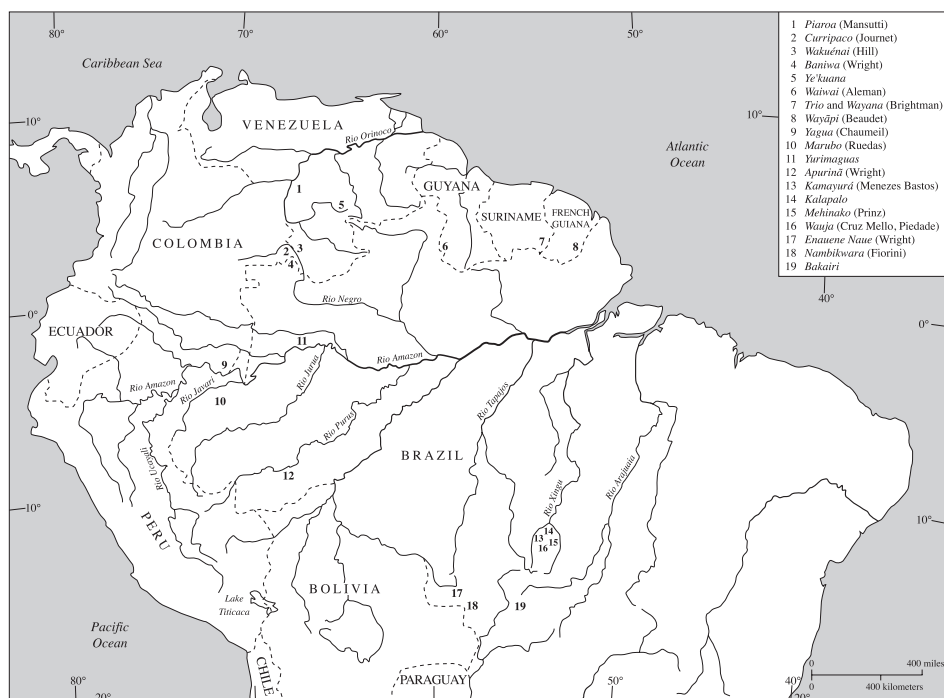 80°
70°
60°
50°
Caribbean Sea
10°
VENEZUELA
Rio Orinoco
10°
Atlantic
Ocean
1
GUYANA
5
SURINAME
FRENCH
GUIANA
COLOMBIA
2
3
4
6
7
8
Rio Negro
40°
0°
ECUADOR
0°
11
Rio Amazon
9
Rio Amazon
Rio Javari
Rio Jurua
10
Rio Purus
Rio Tapajos
BRAZIL
Rio Ucayali
12
Rio Xingu
Rio Arajuaia
10°
PERU
14
13
15
16
10°
BOLIVIA
17
18
19
Lake
Titicaca
Pacific
Ocean
CHILE
PARAGUAY
0
400 miles
0
400 kilometers
80°
70°
60°
50°
40°
20°
20°
1 Piaroa (Mansutti)
2 Curripaco (Journet)
3 Wakuénai (Hill)
4 Baniwa (Wright)
5 Ye'kuana
6 Waiwai (Aleman)
7 Trio and Wayana (Brightman)
8 Wayãpi (Beaudet)
9 Yagua (Chaumeil)
10 Marubo (Ruedas)
11 Yurimaguas
12 Apurinã (Wright)
13 Kamayurá (Menezes Bastos)
14 Kalapalo
15 Mehinako (Prinz)
16 Wauja (Cruz Mello, Piedade)
17 Enauene Naue (Wright)
18 Nambikwara (Fiorini)
19 Bakairi